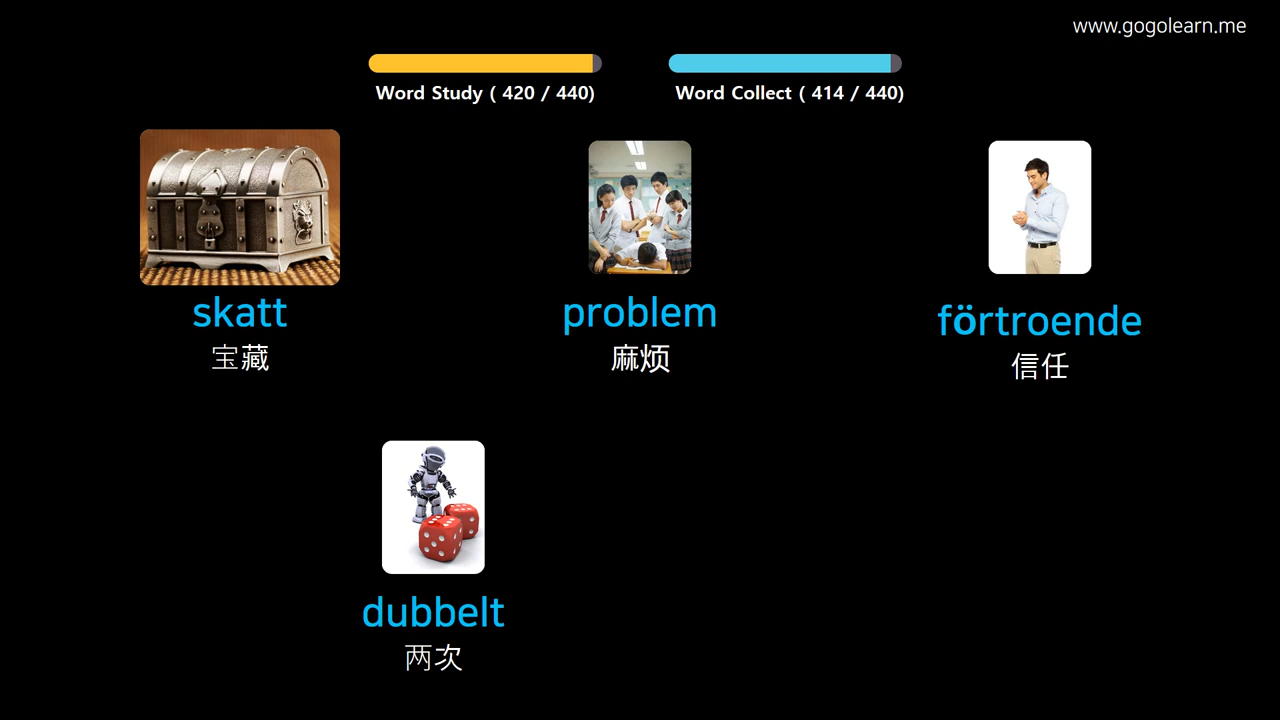 www.gogolearn.me
Word Study ( 420 / 440)
Word Collect ( 414 / 440)
skatt
宝藏
problem
麻烦
förtroende
信任
dubbelt
两次